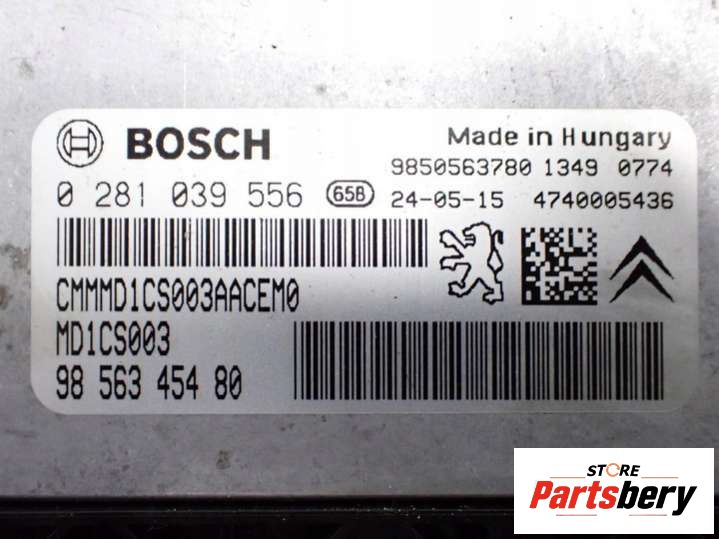 BOSCH
Made in Hungary
9850563780 1349 0774
0 281 039 556 65B
24-05-15 4740005436
CMMMD1CS003AACEM0
MD1CS003
98 563 454 80
STORE
Partsbery